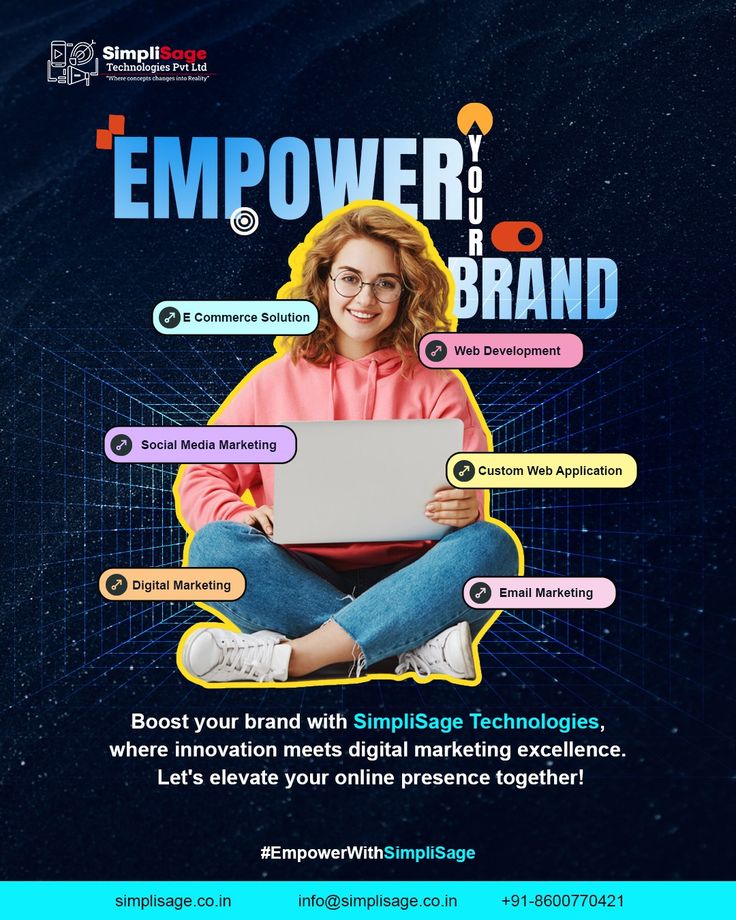 SimpliSage
Technologies Pvt Ltd
"Where concepts changes into Reality"
EMPOWER
YOUR
BRAND
E Commerce Solution
Web Development
Social Media Marketing
Custom Web Application
Digital Marketing
Email Marketing
Boost your brand with SimpliSage Technologies,
where innovation meets digital marketing excellence.
Let's elevate your online presence together!
#EmpowerWithSimpliSage
simplisage.co.in info@simplisage.co.in +91-8600770421